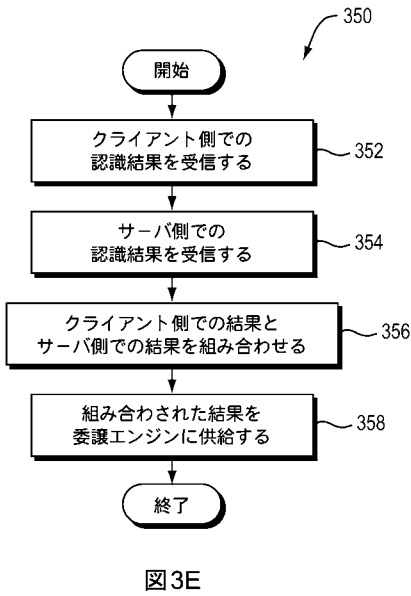 350
開始
クライアント側での
認識結果を受信する
352
サーバ側での
認識結果を受信する
354
クライアント側での結果と
サーバ側での結果を組み合わせる
356
組み合わされた結果を
委譲エンジンに供給する
358
終了
図3E